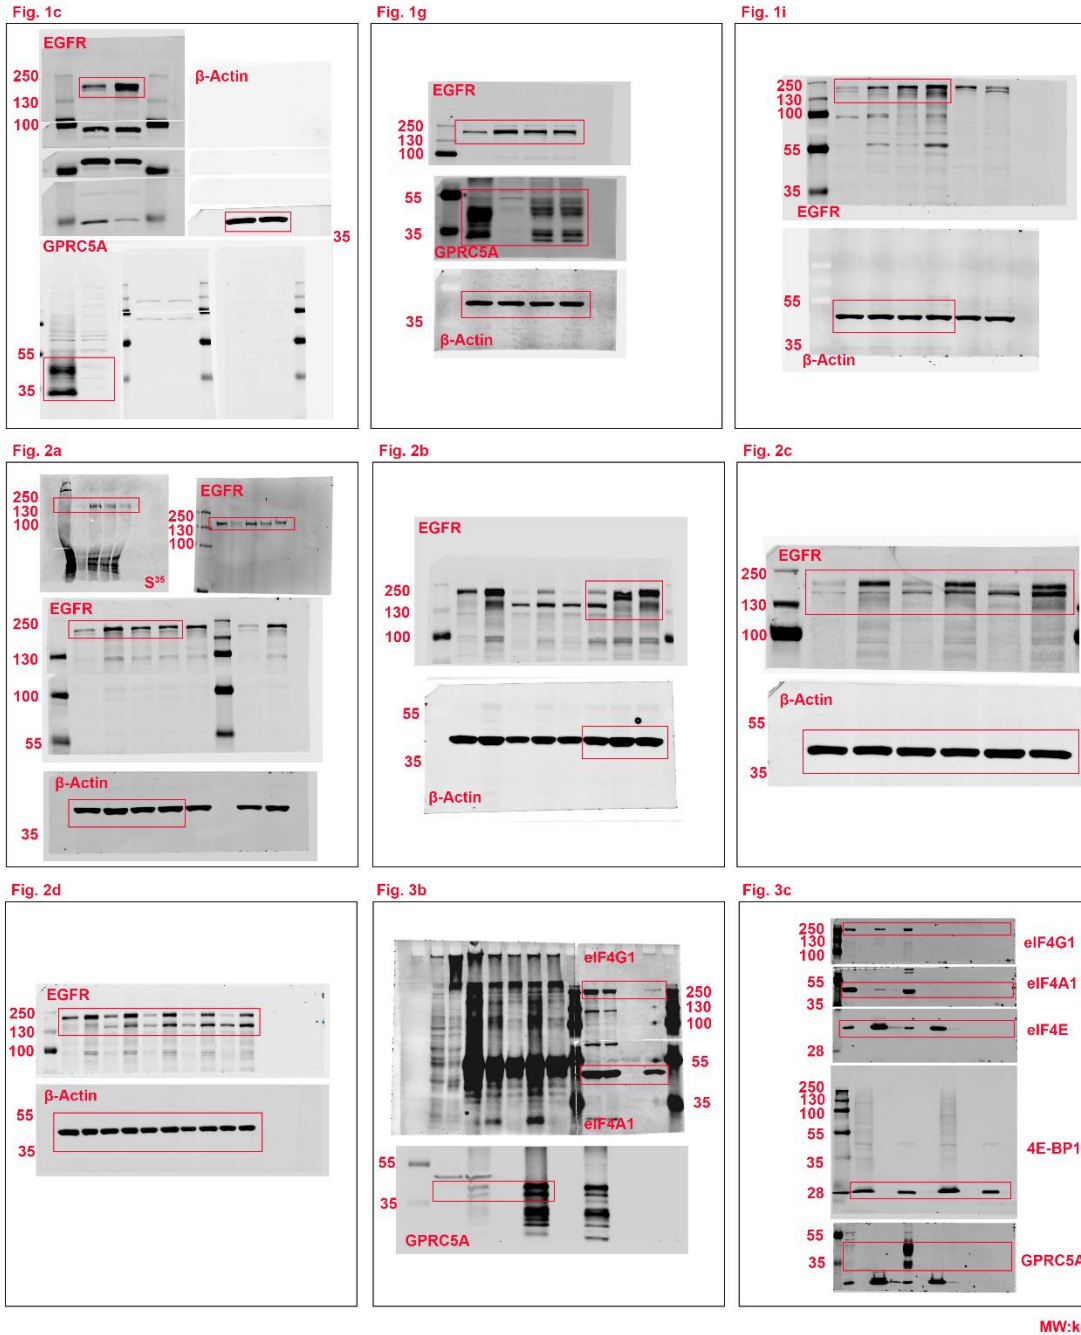 Fig. 1c
EGFR
β-Actin
250
130
100
35
GPRC5A
55
35
Fig. 1g
EGFR
250
130
100
55
35
GPRC5A
35
β-Actin
Fig. 1i
250
130
100
55
35
EGFR
55
35
β-Actin
Fig. 2a
250
130
100
S³⁵
EGFR
250
130
100
EGFR
250
130
100
55
β-Actin
35
Fig. 2b
EGFR
250
130
100
55
35
β-Actin
Fig. 2c
EGFR
250
130
100
β-Actin
55
35
Fig. 2d
EGFR
250
130
100
β-Actin
55
35
Fig. 3b
eIF4G1
250
130
100
55
35
eIF4A1
55
35
GPRC5A
Fig. 3c
250
130
100
eIF4G1
55
35
eIF4A1
eIF4E
28
250
130
100
55
35
28
4E-BP1
55
35
GPRC5A
MW:k